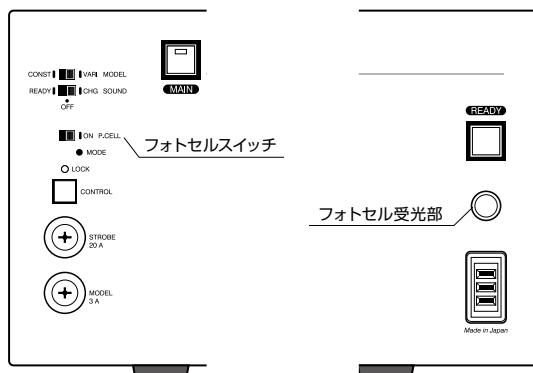 CONST VARI MODEL
MAIN
READY CHG SOUND
OFF
READY
ON P.CELL
フォトセルスイッチ
MODE
LOCK
CONTROL
フォトセル受光部
STROBE
20 A
MODEL
3 A
Made in Japan